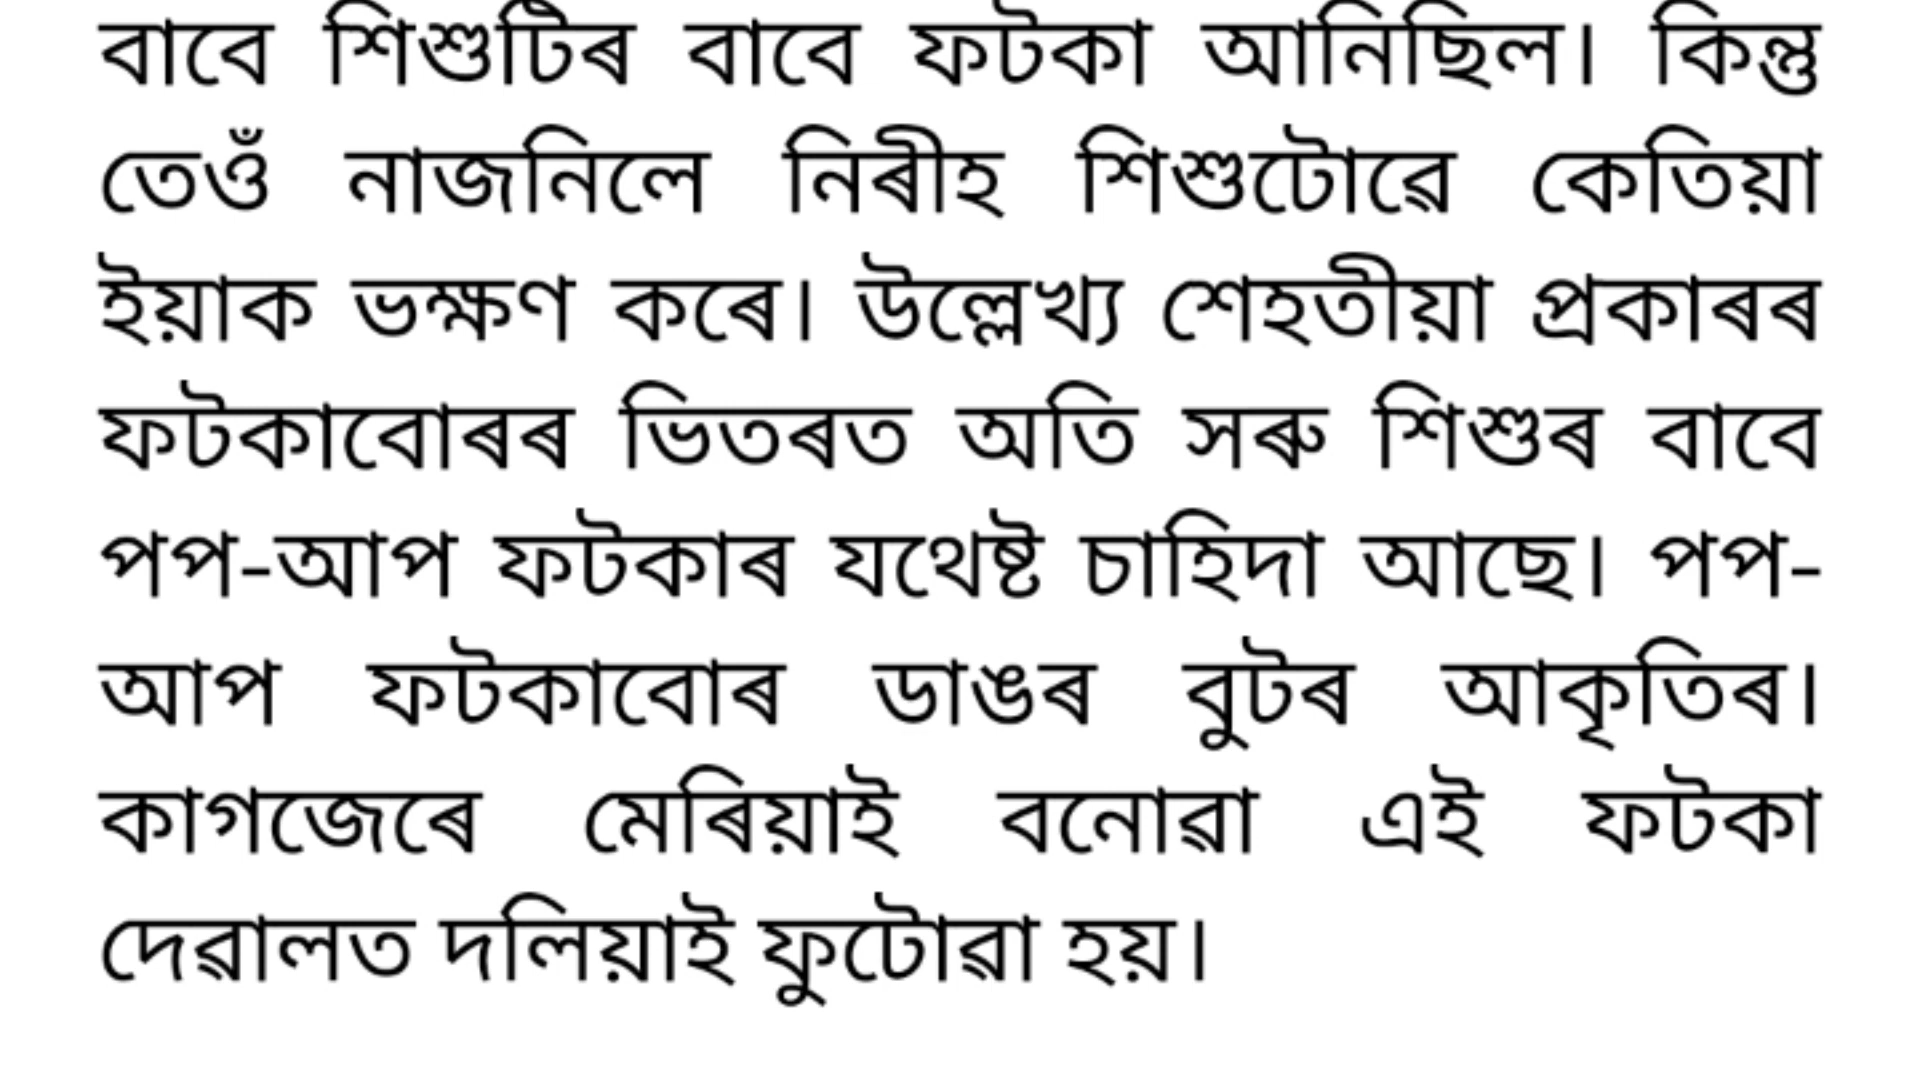 বাবে শিশুটিৰ বাবে ফটকা আনিছিল। কিন্তু
তেওঁ নাজনিলে নিৰীহ শিশুটোৱে কেতিয়া
ইয়াক ভক্ষণ কৰে। উল্লেখ্য শেহতীয়া প্ৰকাৰৰ
ফটকাবোৰৰ ভিতৰত অতি সৰু শিশুৰ বাবে
পপ-আপ ফটকাৰ যথেষ্ট চাহিদা আছে। পপ-
আপ ফটকাবোৰ ডাঙৰ বুটৰ আকৃতিৰ।
কাগজেৰে মেৰিয়াই বনোৱা এই ফটকা
দেৱালত দলিয়াই ফুটোৱা হয়।